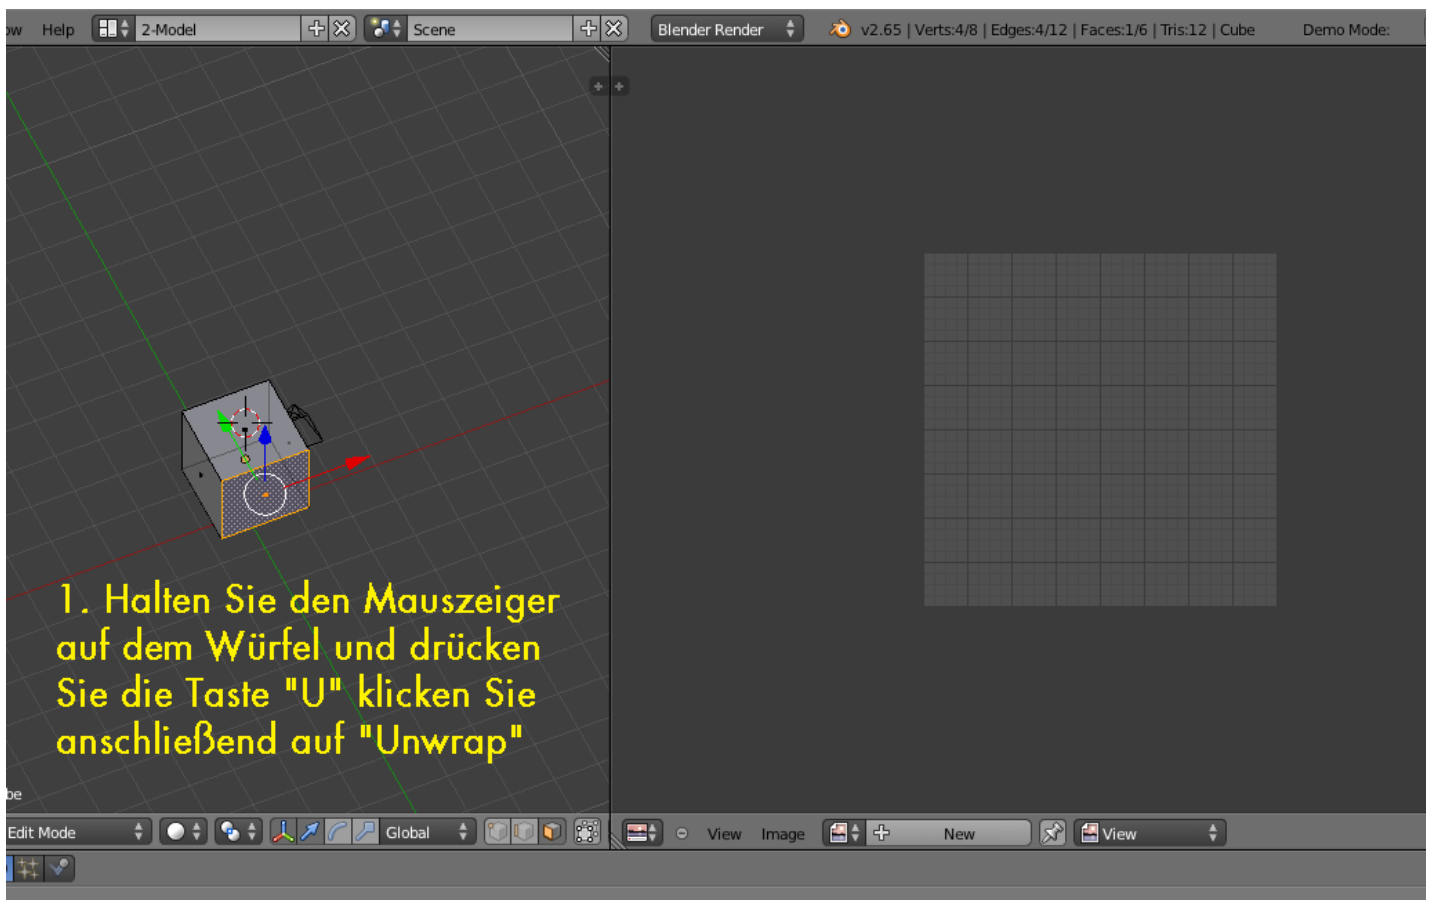 ow Help 2-Model Scene Blender Render v2.65 | Verts:4/8 | Edges:4/12 | Faces:1/6 | Tris:12 | Cube Demo Mode:
1. Halten Sie den Mauszeiger
auf dem Würfel und drücken
Sie die Taste "U" klicken Sie
anschließend auf "Unwrap"
be
Edit Mode Global View Image New View